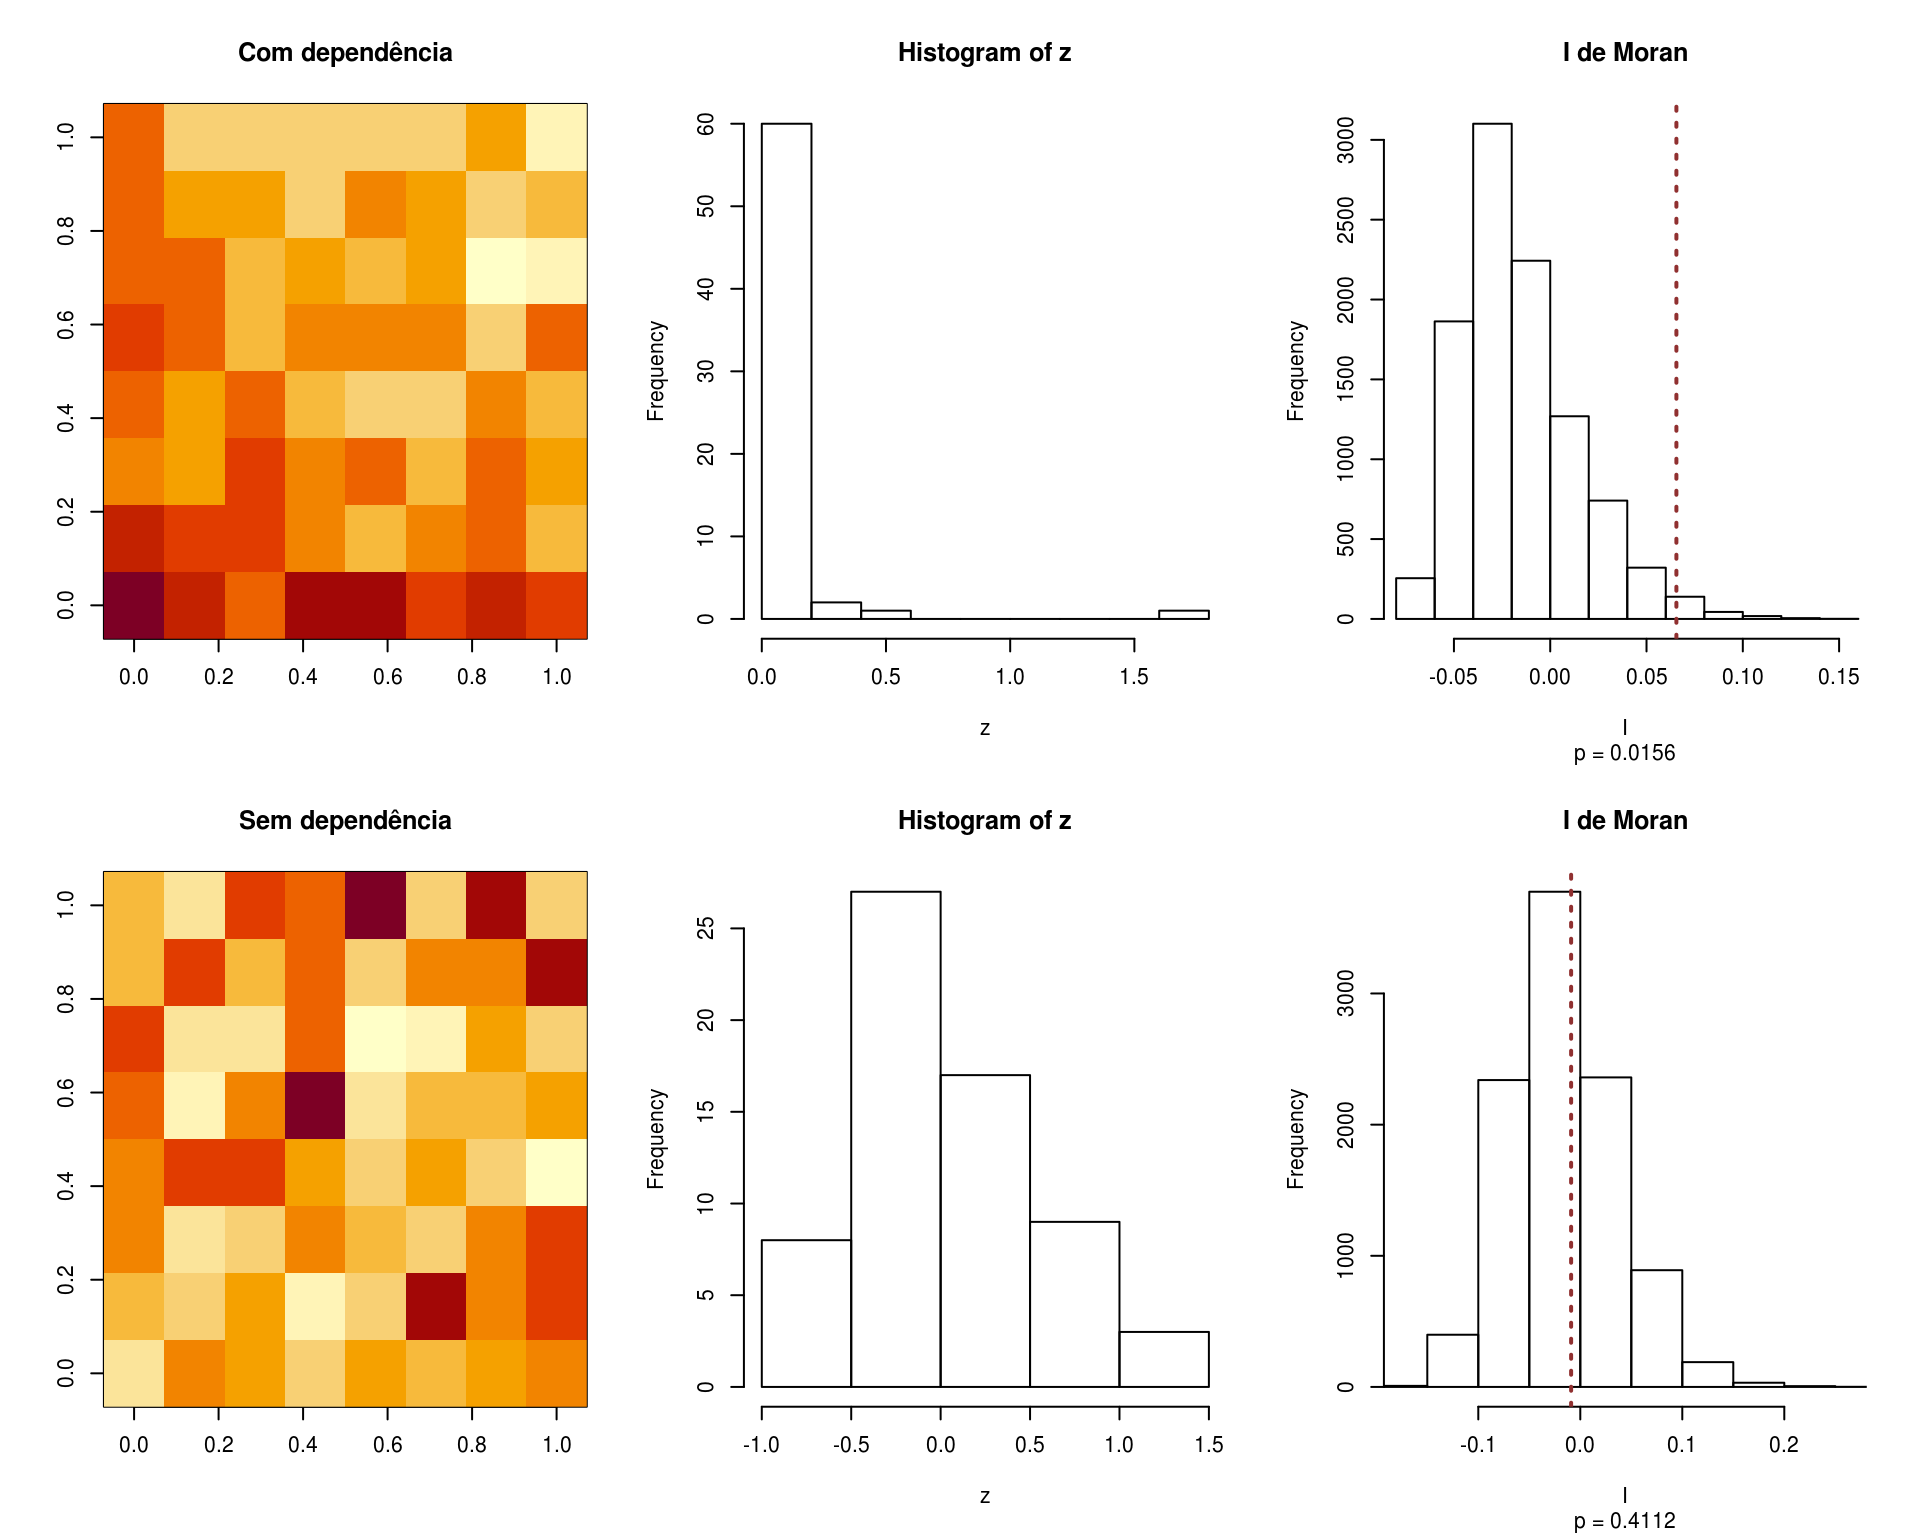 Com dependência
1.0
0.8
0.6
0.4
0.2
0.0
0.0 0.2 0.4 0.6 0.8 1.0
Histogram of z
Frequency
60
50
40
30
20
10
0
0.0 0.5 1.0 1.5
z
I de Moran
Frequency
3000
2500
2000
1500
1000
500
0
-0.05 0.00 0.05 0.10 0.15
I
p = 0.0156
Sem dependência
1.0
0.8
0.6
0.4
0.2
0.0
0.0 0.2 0.4 0.6 0.8 1.0
Histogram of z
Frequency
25
20
15
10
5
0
-1.0 -0.5 0.0 0.5 1.0 1.5
z
I de Moran
Frequency
3000
2000
1000
0
-0.1 0.0 0.1 0.2
I
p = 0.4112